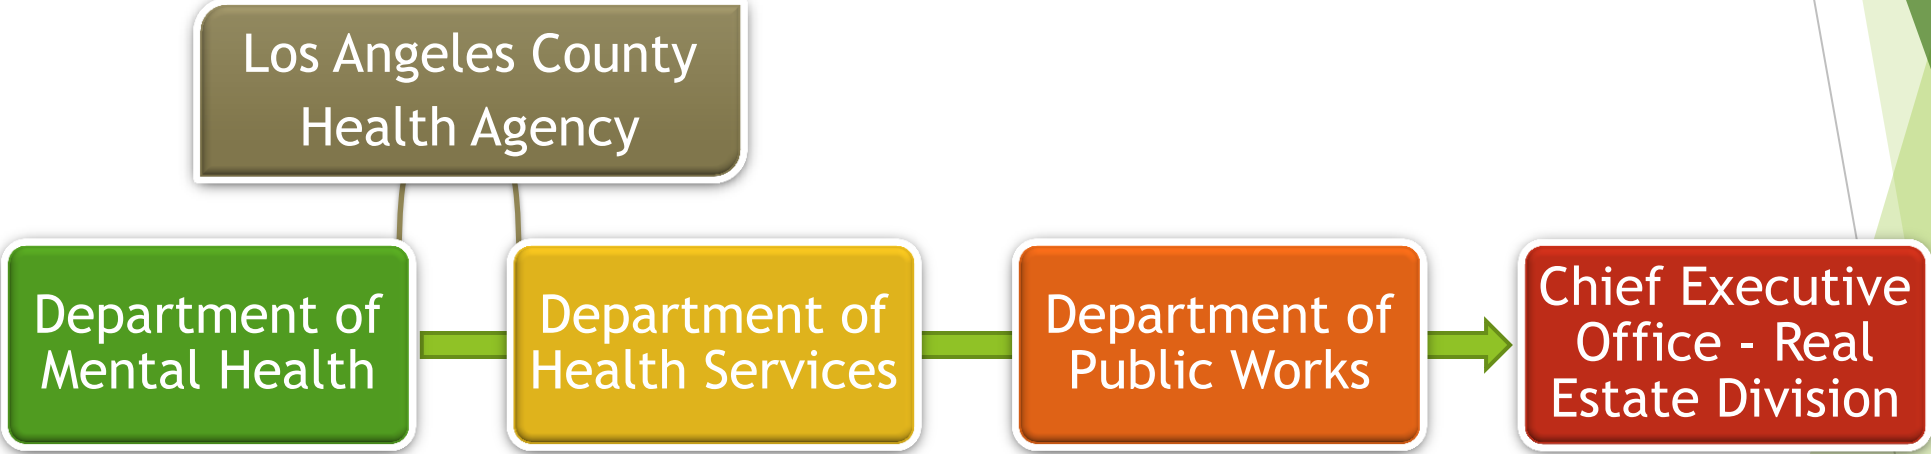 Los Angeles County
Health Agency
Department of
Mental Health
Department of
Health Services
Department of
Public Works
Chief Executive
Office - Real
Estate Division